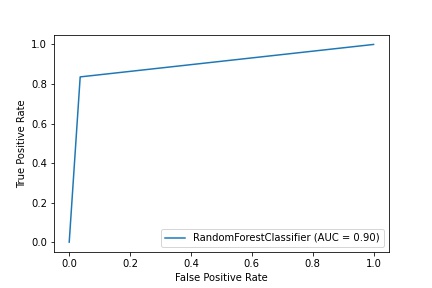 1.0
0.8
0.6
0.4
0.2
0.0
True Positive Rate
RandomForestClassifier (AUC = 0.90)
0.0 0.2 0.4 0.6 0.8 1.0
False Positive Rate